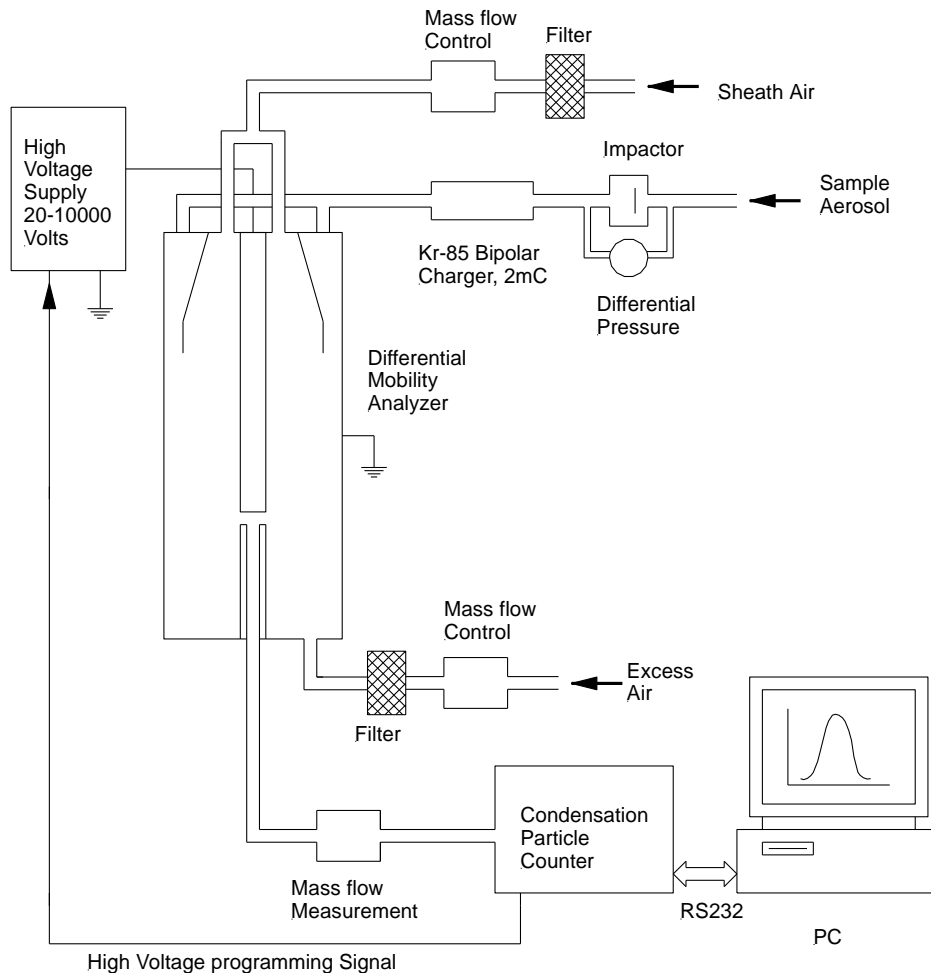 Mass flow
Control
Filter
Sheath Air
High
Voltage
Supply
20-10000
Volts
Impactor
Sample
Aerosol
Kr-85 Bipolar
Charger, 2mC
Differential
Pressure
Differential
Mobility
Analyzer
Mass flow
Control
Excess
Air
Filter
Condensation
Particle
Counter
Mass flow
Measurement
RS232
PC
High Voltage programming Signal